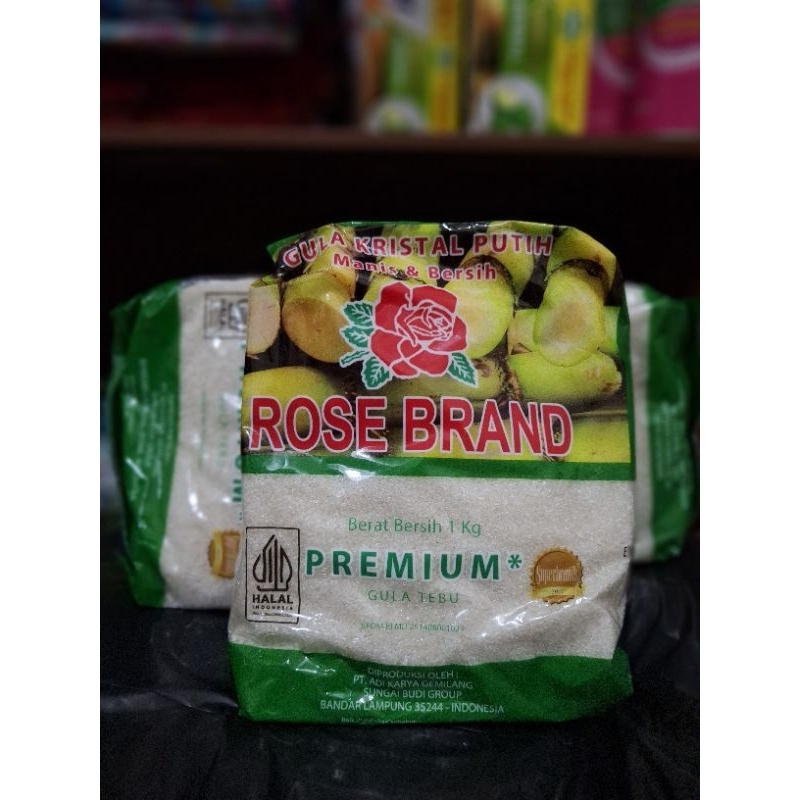 GULA KRISTAL PUTIH
Manis & Bersih
ROSE BRAND
Berat Bersih 1 Kg
PREMIUM*
GULA TEBU
HALAL
INDONESIA
Superbrands
DIPRODUKSI OLEH :
PT. ADI KARYA GEMILANG
SUNGAI BUDI GROUP
BANDAR LAMPUNG 35244 - INDONESIA